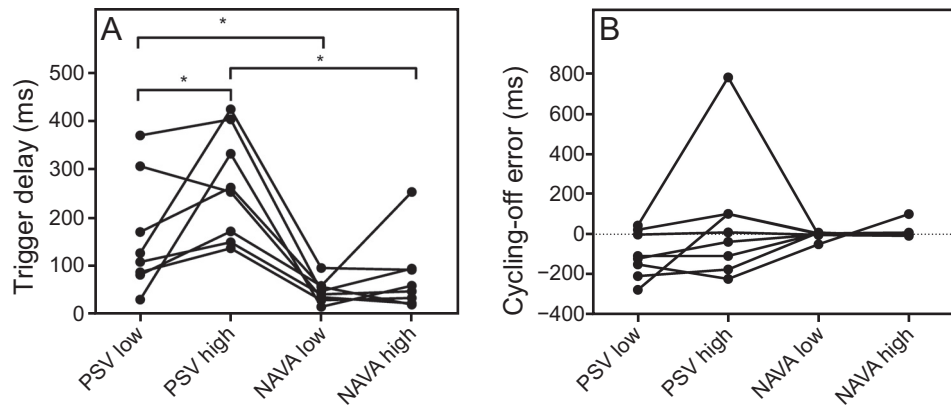 A
*
*
*
Trigger delay (ms)
500
400
300
200
100
0
PSV low
PSV high
NAVA low
NAVA high
B
Cycling-off error (ms)
800
600
400
200
0
−200
−400
PSV low
PSV high
NAVA low
NAVA high